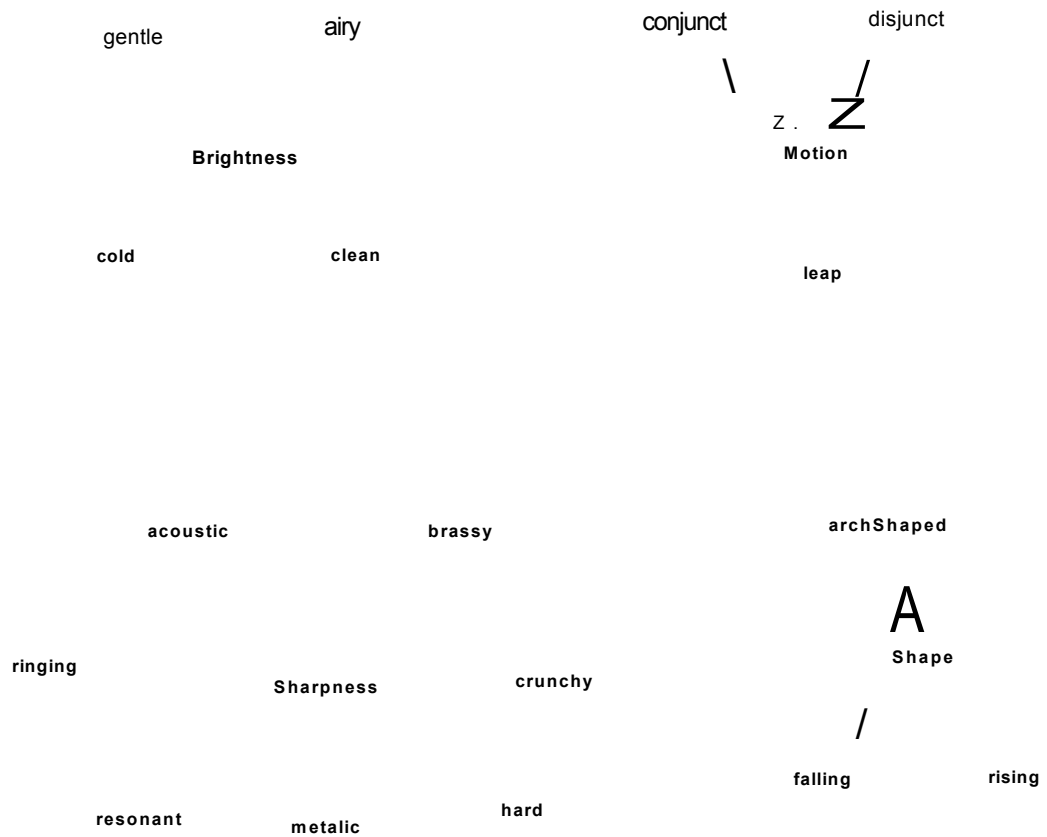 gentle airy conjunct disjunct
\ /
Z . Z
Brightness Motion
cold clean leap
acoustic brassy archShaped
A
ringing Sharpness crunchy Shape
/
falling rising
resonant metalic hard